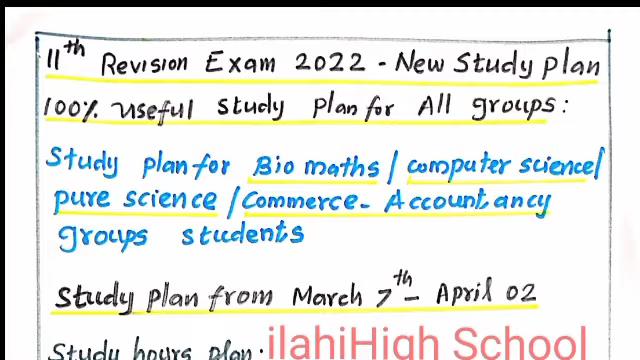 11th Revision Exam 2022 - New Study Plan
100% useful study plan for All groups:
Study plan for Bio maths / computer science/
pure science / Commerce- Accountancy
groups students
Study plan from March 7th - April 02
Study hours plan:
ilahiHigh School